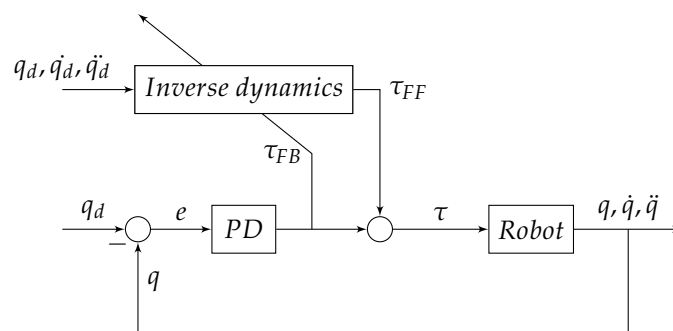 q_d, q̇_d, q̈_d
Inverse dynamics
τ_FF
τ_FB
q_d
e
PD
τ
Robot
q, q̇, q̈
−
q